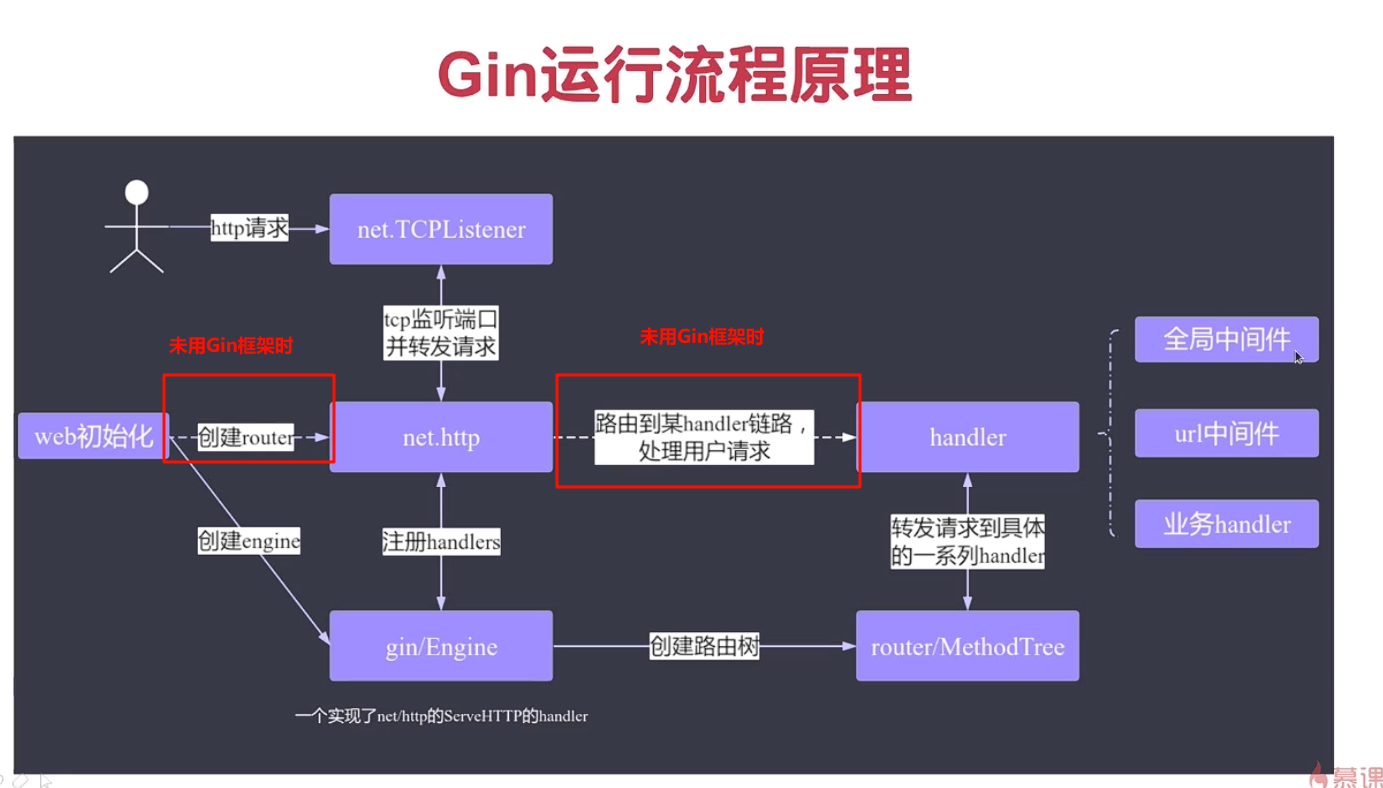 Gin运行流程原理
http请求
net.TCPListener
tcp监听端口
并转发请求
未用Gin框架时
未用Gin框架时
全局中间件
web初始化
创建router
net.http
路由到某handler链路，
处理用户请求
handler
url中间件
创建engine
注册handlers
转发请求到具体
的一系列handler
业务handler
gin/Engine
创建路由树
router/MethodTree
一个实现了net/http的ServeHTTP的handler
慕课